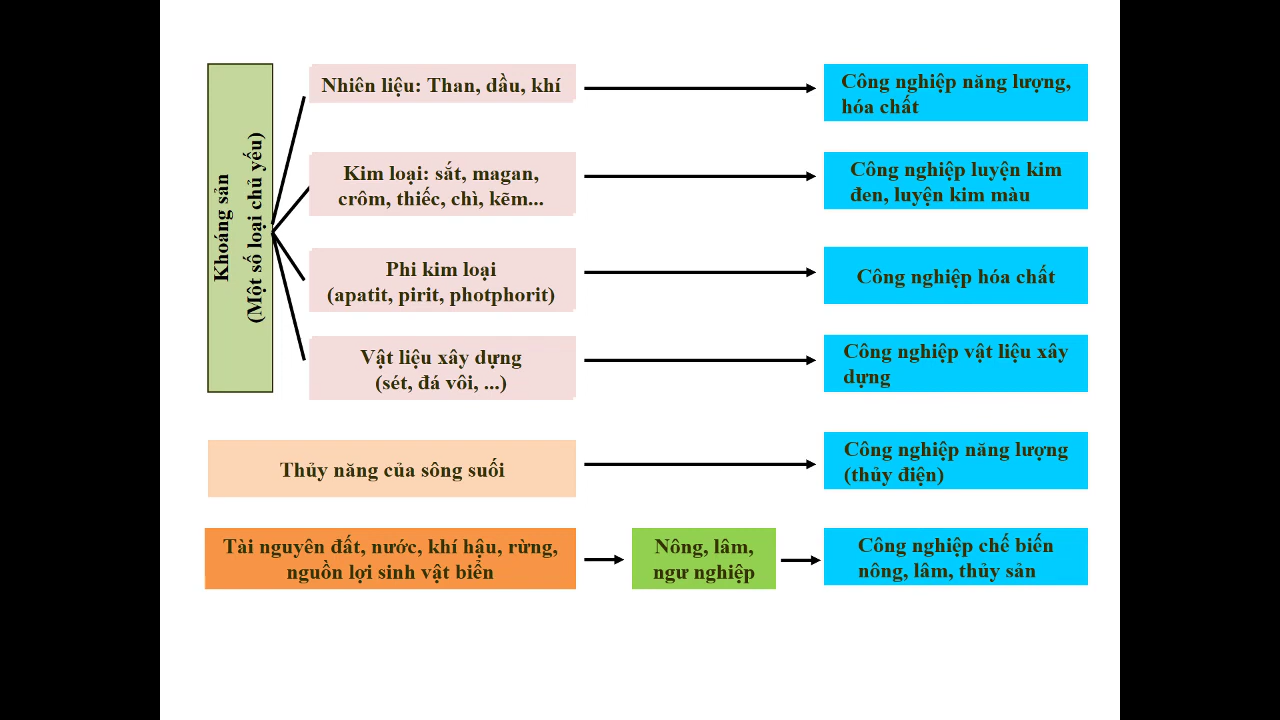 Khoáng sản
(Một số loại chủ yếu)
Nhiên liệu: Than, dầu, khí
Công nghiệp năng lượng,
hóa chất
Kim loại: sắt, magan,
crôm, thiếc, chì, kẽm...
Công nghiệp luyện kim
đen, luyện kim màu
Phi kim loại
(apatit, pirit, photphorit)
Công nghiệp hóa chất
Vật liệu xây dựng
(sét, đá vôi, ...)
Công nghiệp vật liệu xây
dựng
Thủy năng của sông suối
Công nghiệp năng lượng
(thủy điện)
Tài nguyên đất, nước, khí hậu, rừng,
nguồn lợi sinh vật biển
Nông, lâm,
ngư nghiệp
Công nghiệp chế biến
nông, lâm, thủy sản